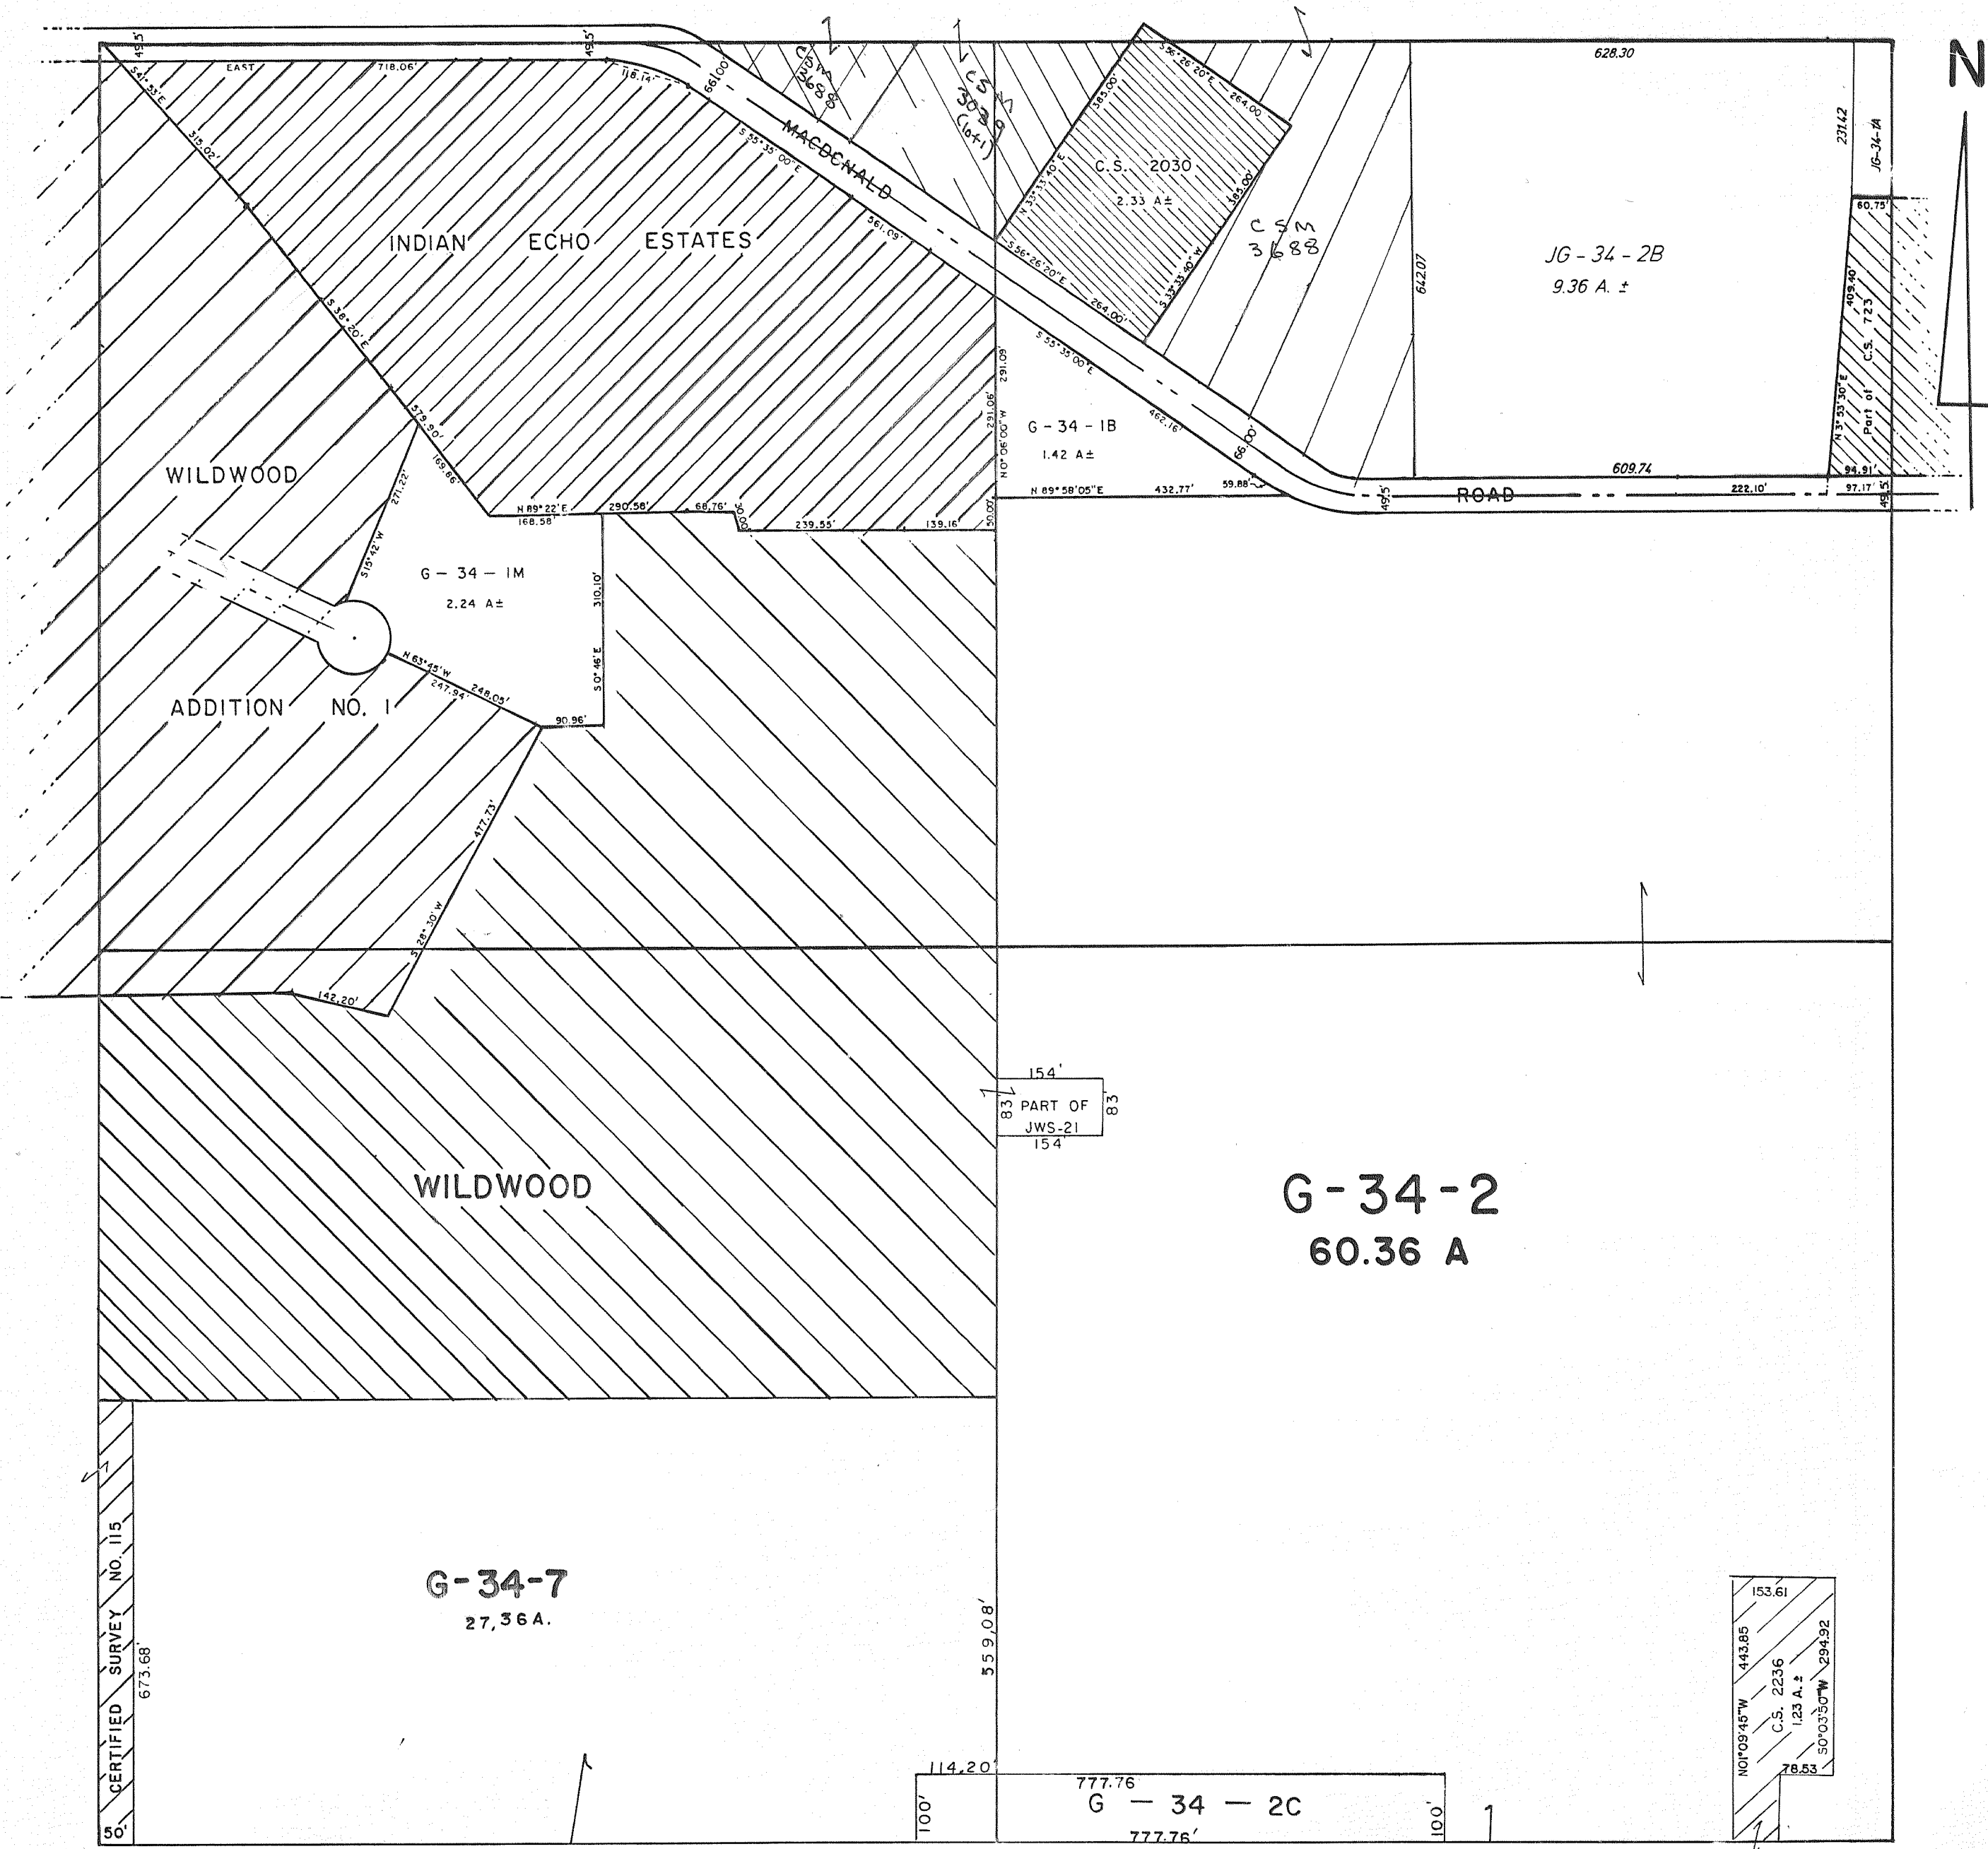 N
49.5'
49.5'
EAST
718.06'
118.14'
66.00'
S 41° 53' E
315.02'
S 38° 20' E
579.90'
169.86'
INDIAN ECHO ESTATES
MACDONALD
S 55° 35' 00" E
561.09'
CSM
3688
CSM
(lot 1)
S 56° 26' 20" E
264.00
385.00'
N 33° 33' 40" E
C.S. 2030
2.33 A±
385.00'
S 33° 33' 40" W
S 56° 26' 20" E
264.00'
CSM
3688
642.07
628.30
JG - 34 - 2B
9.36 A. ±
231.42
JG-34-1A
60.75'
409.40'
N 3° 53' 30" E
Part of C.S. 723
94.91'
97.17'
49.5'
609.74
222.10'
ROAD
49.5'
66.00'
S 55° 35' 00" E
462.16'
59.88'
291.09'
291.06'
N 0° 06' 00" W
50.00'
G - 34 - 1B
1.42 A±
N 89° 58' 05" E
432.77'
WILDWOOD
271.22'
S 15° 42' W
N 89° 22' E
168.58'
290.58'
68.76'
239.55'
139.16'
G - 34 - 1M
2.24 A±
310.10'
S 0° 46' E
N 63° 45' W
247.94'
248.05'
90.96'
ADDITION NO. 1
477.73'
S 28° 30' W
142.20'
154'
83
PART OF
JWS-21
83
154'
WILDWOOD
G-34-2
60.36 A
G-34-7
27,36 A.
CERTIFIED SURVEY NO. 115
673.68'
50'
559.08'
114.20'
777.76
G - 34 - 2C
100'
100'
777.76'
153.61
443.85
N01°09'45"W
C.S. 2236
1.23 A. ±
294.92
S0°03'50"W
78.53